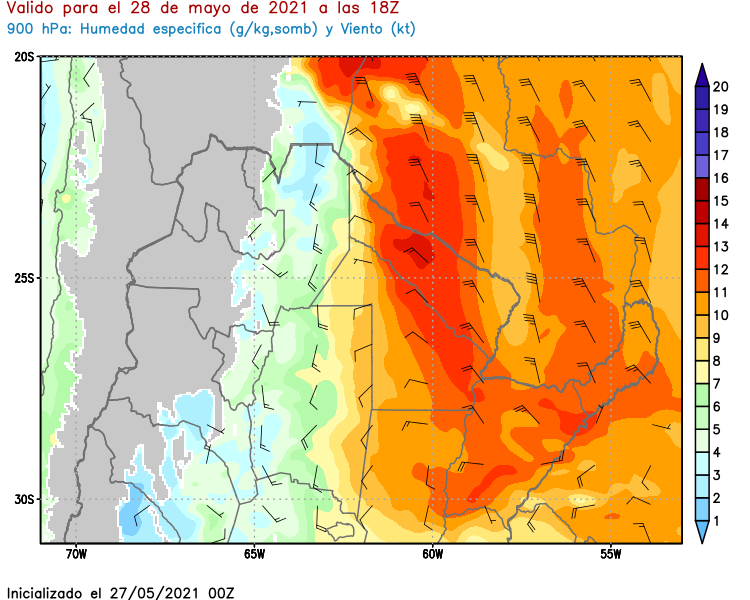 Valido para el 28 de mayo de 2021 a las 18Z
900 hPa: Humedad especifica (g/kg,somb) y Viento (kt)
20S
25S
30S
70W
65W
60W
55W
20
19
18
17
16
15
14
13
12
11
10
9
8
7
6
5
4
3
2
1
Inicializado el 27/05/2021 00Z